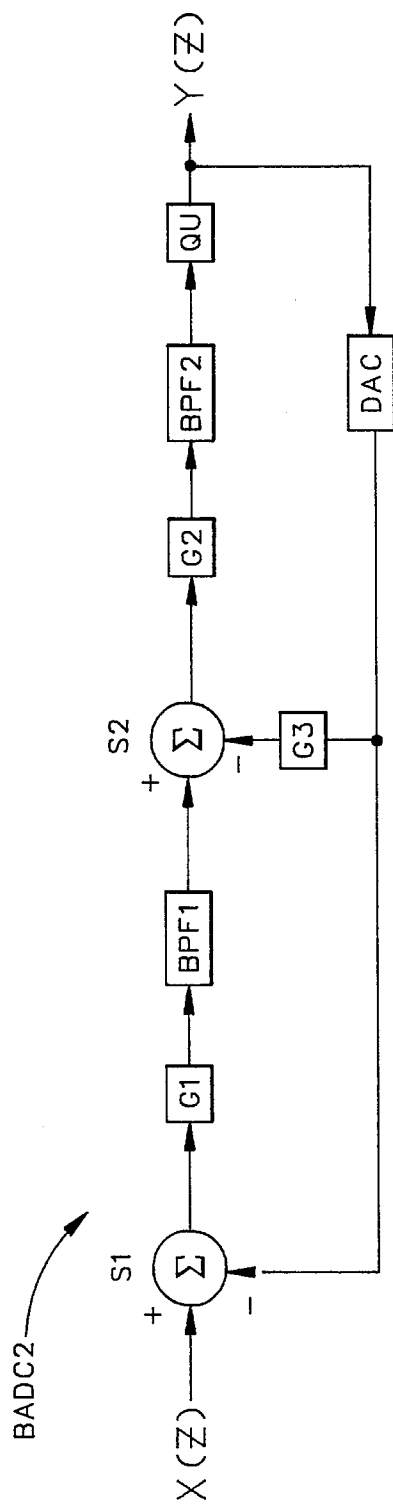 BADC2
X(Z)
+
-
S1
Σ
G1
BPF1
+
-
S2
Σ
G3
G2
BPF2
QU
DAC
Y(Z)